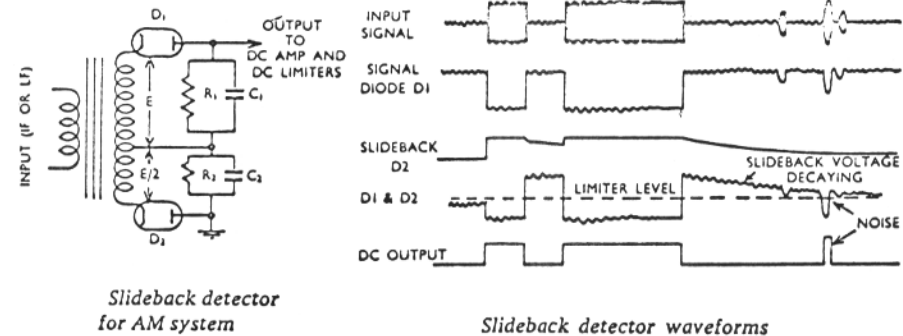 D₁
OUTPUT
TO
DC AMP AND
DC LIMITERS
INPUT (IF OR LF)
E
R₁
C₁
E/2
R₂
C₂
D₂
Slideback detector
for AM system
INPUT
SIGNAL
SIGNAL
DIODE D1
SLIDEBACK
D2
SLIDEBACK VOLTAGE
DECAYING
D1 & D2
LIMITER LEVEL
NOISE
DC OUTPUT
Slideback detector waveforms